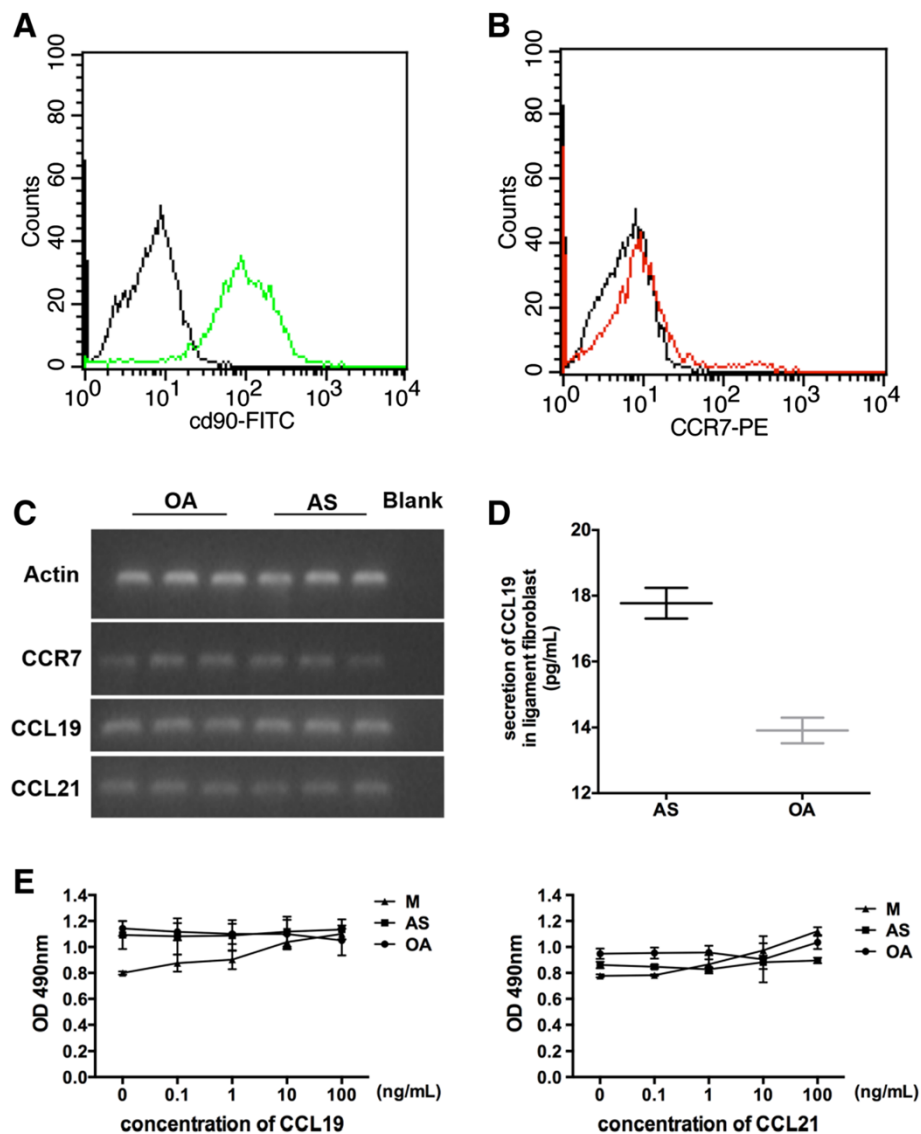 A
100
80
60
40
20
0
Counts
10^0 10^1 10^2 10^3 10^4
cd90-FITC
B
100
80
60
40
20
0
Counts
10^0 10^1 10^2 10^3 10^4
CCR7-PE
C
OA AS Blank
Actin
CCR7
CCL19
CCL21
D
20
18
16
14
12
secretion of CCL19
in ligament fibroblast
(pg/mL)
AS OA
E
1.4
1.2
1.0
0.8
0.6
0.4
0.2
0.0
OD 490nm
M
AS
OA
0 0.1 1 10 100 (ng/mL)
concentration of CCL19
1.4
1.2
1.0
0.8
0.6
0.4
0.2
0.0
OD 490nm
M
AS
OA
0 0.1 1 10 100 (ng/mL)
concentration of CCL21